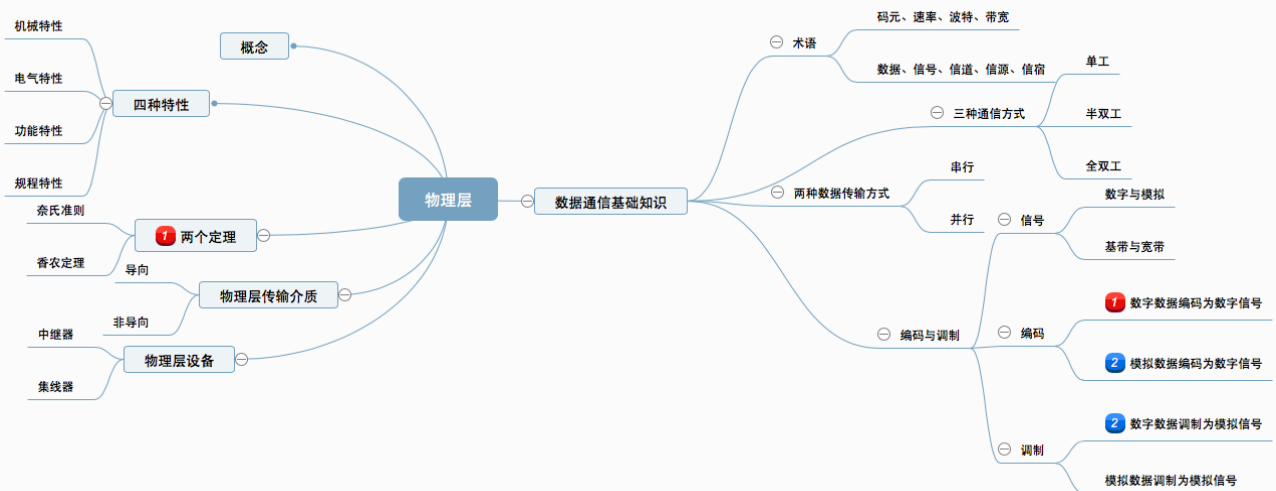 物理层
概念
四种特性
机械特性
电气特性
功能特性
规程特性
1 两个定理
奈氏准则
香农定理
物理层传输介质
导向
非导向
物理层设备
中继器
集线器
数据通信基础知识
术语
码元、速率、波特、带宽
数据、信号、信道、信源、信宿
三种通信方式
单工
半双工
全双工
两种数据传输方式
串行
并行
编码与调制
信号
数字与模拟
基带与宽带
编码
1 数字数据编码为数字信号
2 模拟数据编码为数字信号
调制
2 数字数据调制为模拟信号
模拟数据调制为模拟信号